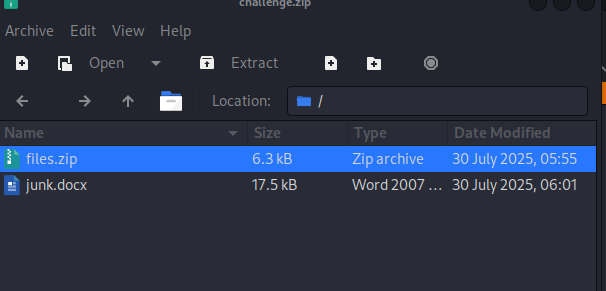 challenge.zip
Archive Edit View Help
Open Extract
Location: /
Name Size Type Date Modified
files.zip 6.3 kB Zip archive 30 July 2025, 05:55
junk.docx 17.5 kB Word 2007 ... 30 July 2025, 06:01